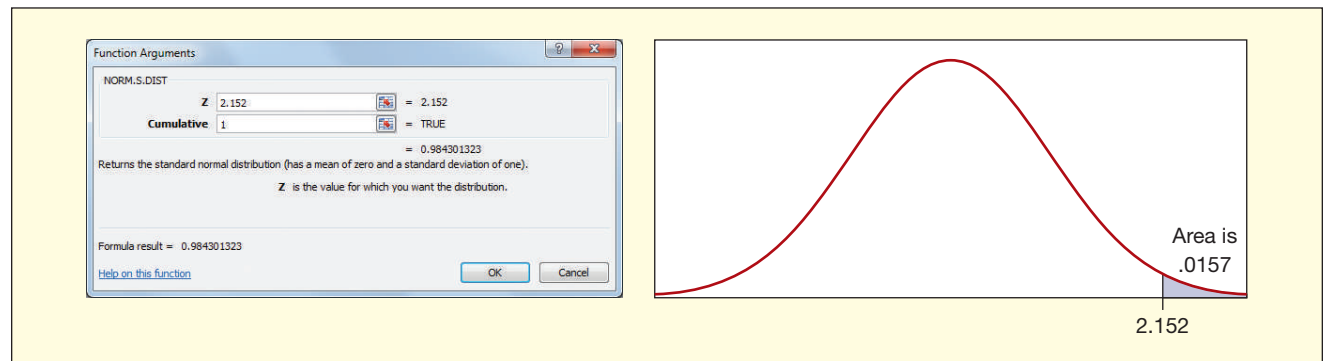 Function Arguments
NORM.S.DIST
Z 2.152 = 2.152
Cumulative 1 = TRUE
= 0.984301323
Returns the standard normal distribution (has a mean of zero and a standard deviation of one).
Z is the value for which you want the distribution.
Formula result = 0.984301323
Help on this function OK Cancel
Area is
.0157
2.152